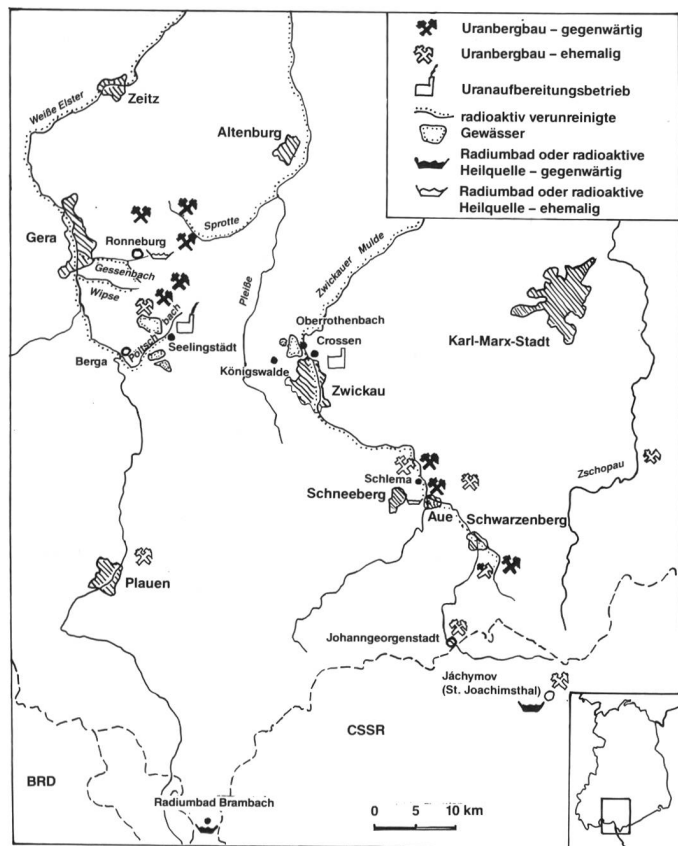 Uranbergbau – gegenwärtig
Uranbergbau – ehemalig
Uranaufbereitungsbetrieb
radioaktiv verunreinigte
Gewässer
Radiumbad oder radioaktive
Heilquelle – gegenwärtig
Radiumbad oder radioaktive
Heilquelle – ehemalig
Weiße Elster
Zeitz
Altenburg
Sprotte
Gera
Ronneburg
Gessenbach
Wipse
Pleiße
Zwickauer Mulde
Oberrothenbach
Crossen
Karl-Marx-Stadt
Pöltschbach
Seelingstädt
Berga
Königswalde
Zwickau
Zschopau
Schlema
Schneeberg
Aue
Schwarzenberg
Plauen
Johanngeorgenstadt
Jáchymov
(St. Joachimsthal)
CSSR
BRD
Radiumbad Brambach
0 5 10 km